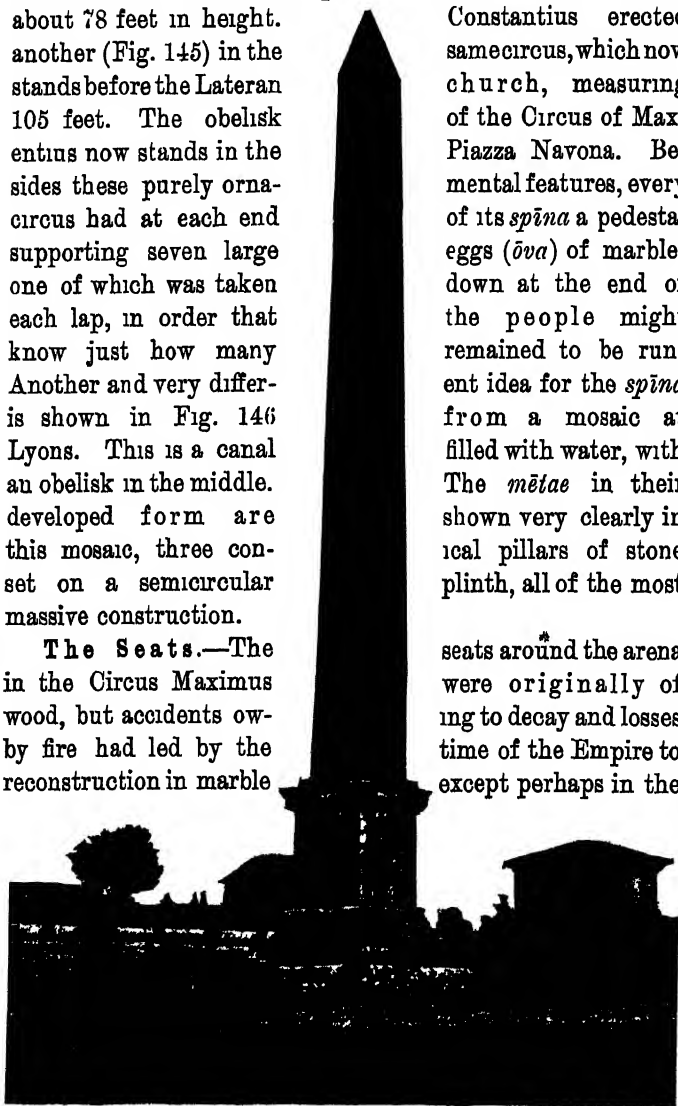 about 78 feet in height. Constantius erected
another (Fig. 145) in the same circus, which now
stands before the Lateran church, measuring
105 feet. The obelisk of the Circus of Max
entius now stands in the Piazza Navona. Be
sides these purely orna- mental features, every
circus had at each end of its spīna a pedestal
supporting seven large eggs (ōva) of marble
one of which was taken down at the end of
each lap, in order that the people might
know just how many remained to be run
Another and very differ- ent idea for the spīna
is shown in Fig. 146 from a mosaic at
Lyons. This is a canal filled with water, with
an obelisk in the middle. The mētae in their
developed form are shown very clearly in
this mosaic, three con- ical pillars of stone
set on a semicircular plinth, all of the most
massive construction.
The Seats.—The seats around the arena
in the Circus Maximus were originally of
wood, but accidents ow- ing to decay and losses
by fire had led by the time of the Empire to
reconstruction in marble except perhaps in the